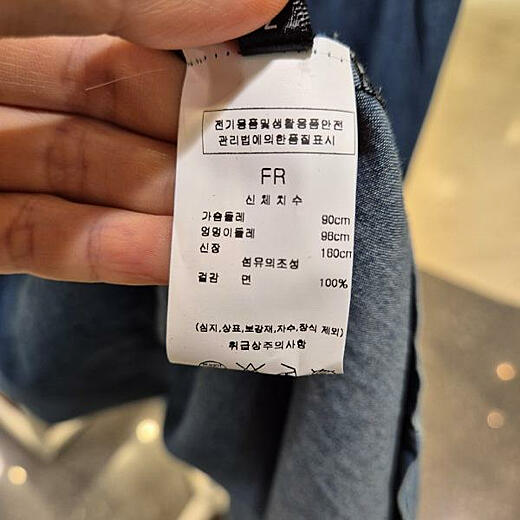 전기용품및생활용품안전
관리법에의한품질표시
FR
신체치수
가슴둘레 90cm
엉덩이둘레 98cm
신장 160cm
섬유의조성
겉감 면 100%
(심지,상표,보강재,자수,장식 제외)
취급상주의사항